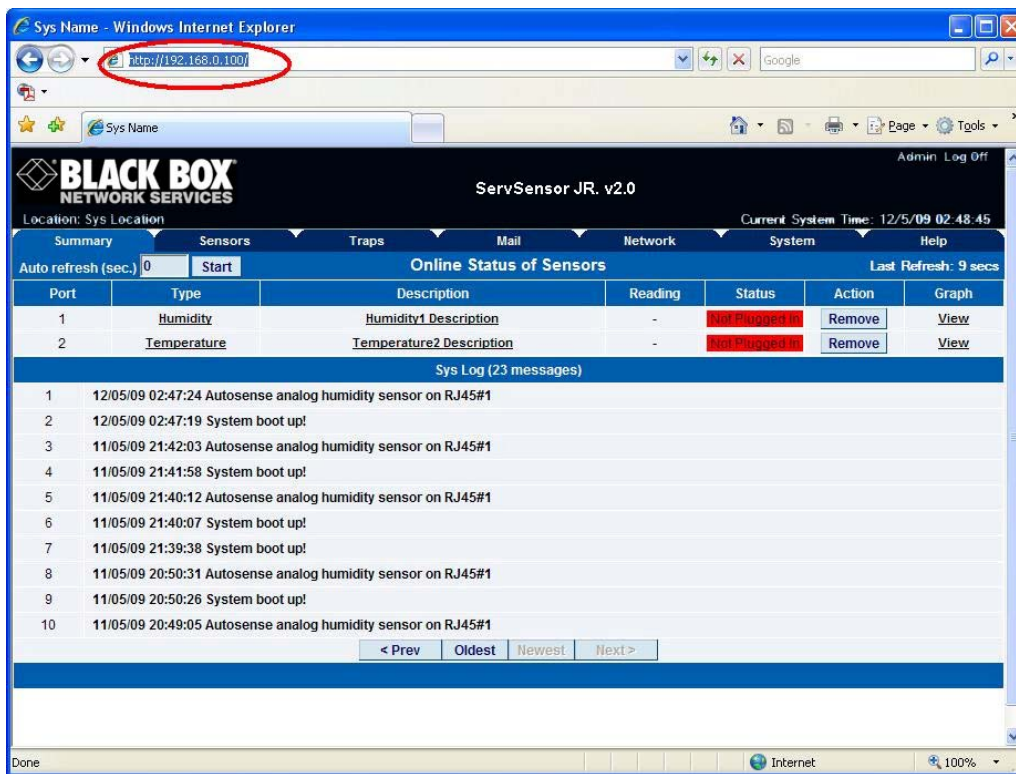 Sys Name - Windows Internet Explorer
http://192.168.0.100/
Google
Sys Name
Page
Tools
BLACK BOX
NETWORK SERVICES
ServSensor JR. v2.0
Admin Log Off
Location: Sys Location
Current System Time: 12/5/09 02:48:45
Summary Sensors Traps Mail Network System Help
Auto refresh (sec.) 0 Start Online Status of Sensors Last Refresh: 9 secs
Port Type Description Reading Status Action Graph
1 Humidity Humidity1 Description - Not Plugged In Remove View
2 Temperature Temperature2 Description - Not Plugged In Remove View
Sys Log (23 messages)
1 12/05/09 02:47:24 Autosense analog humidity sensor on RJ45#1
2 12/05/09 02:47:19 System boot up!
3 11/05/09 21:42:03 Autosense analog humidity sensor on RJ45#1
4 11/05/09 21:41:58 System boot up!
5 11/05/09 21:40:12 Autosense analog humidity sensor on RJ45#1
6 11/05/09 21:40:07 System boot up!
7 11/05/09 21:39:38 System boot up!
8 11/05/09 20:50:31 Autosense analog humidity sensor on RJ45#1
9 11/05/09 20:50:26 System boot up!
10 11/05/09 20:49:05 Autosense analog humidity sensor on RJ45#1
< Prev Oldest Newest Next >
Done Internet 100%